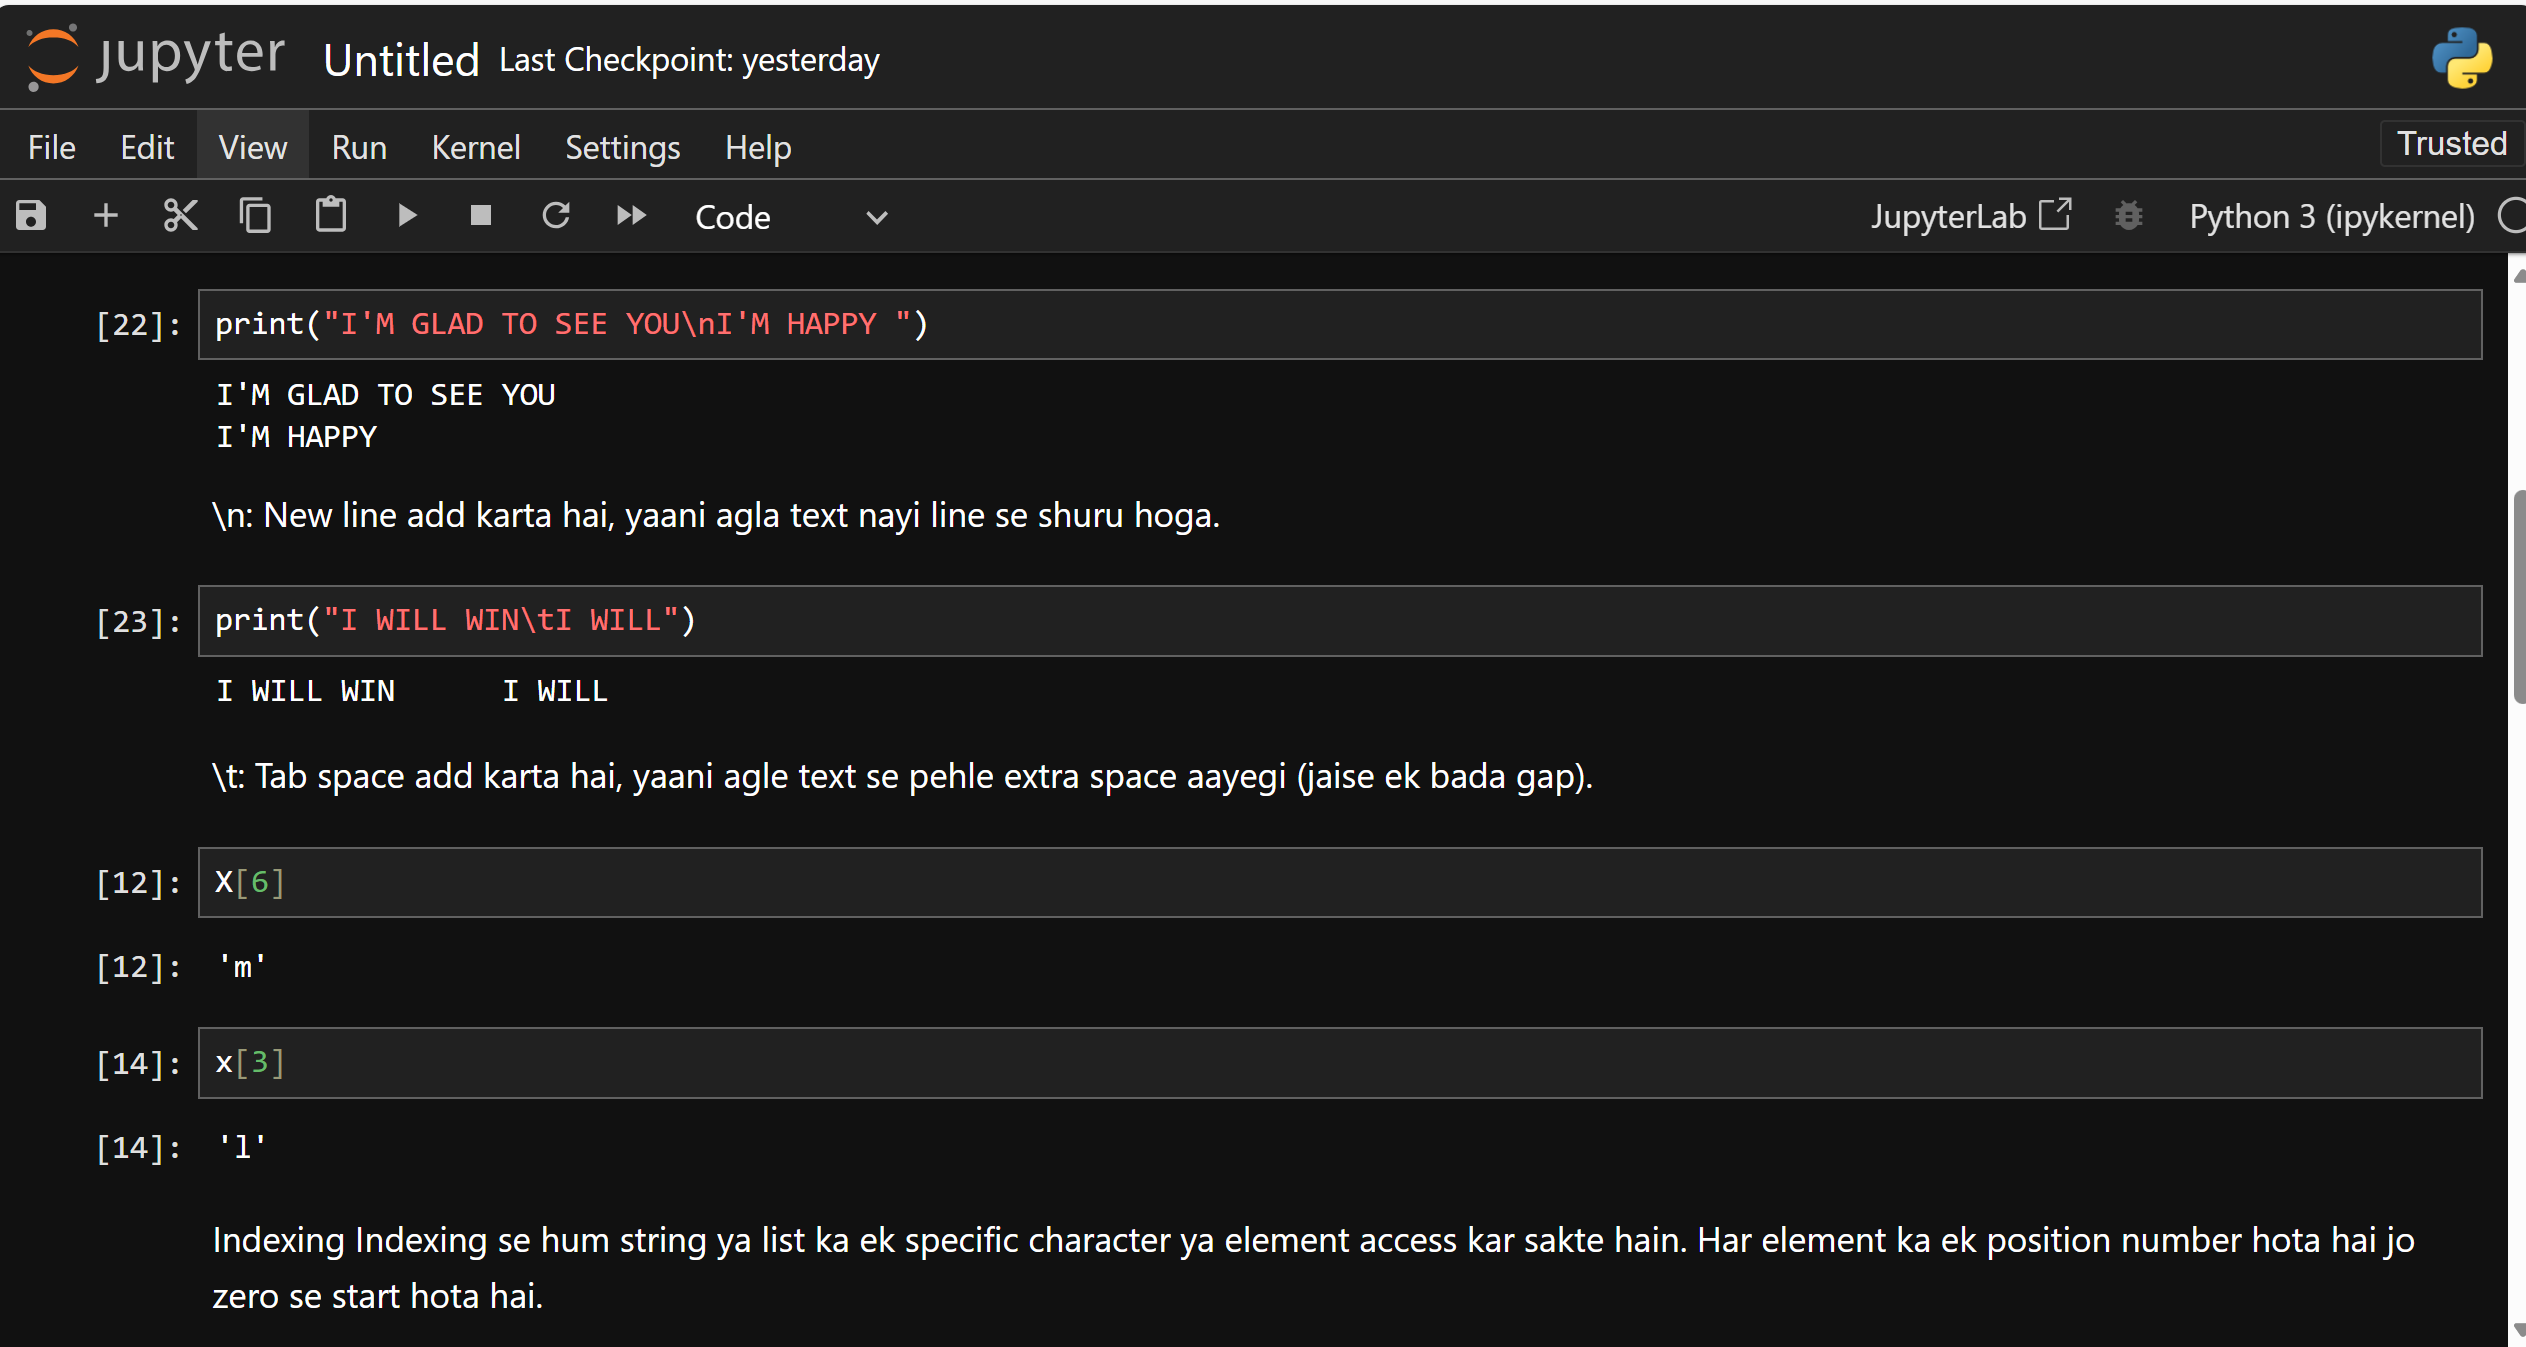 jupyter Untitled Last Checkpoint: yesterday
File Edit View Run Kernel Settings Help Trusted
Code JupyterLab Python 3 (ipykernel)
[22]: print("I'M GLAD TO SEE YOU\nI'M HAPPY ")
I'M GLAD TO SEE YOU
I'M HAPPY
\n: New line add karta hai, yaani agla text nayi line se shuru hoga.
[23]: print("I WILL WIN\tI WILL")
I WILL WIN I WILL
\t: Tab space add karta hai, yaani agle text se pehle extra space aayegi (jaise ek bada gap).
[12]: X[6]
[12]: 'm'
[14]: x[3]
[14]: 'l'
Indexing Indexing se hum string ya list ka ek specific character ya element access kar sakte hain. Har element ka ek position number hota hai jo
zero se start hota hai.